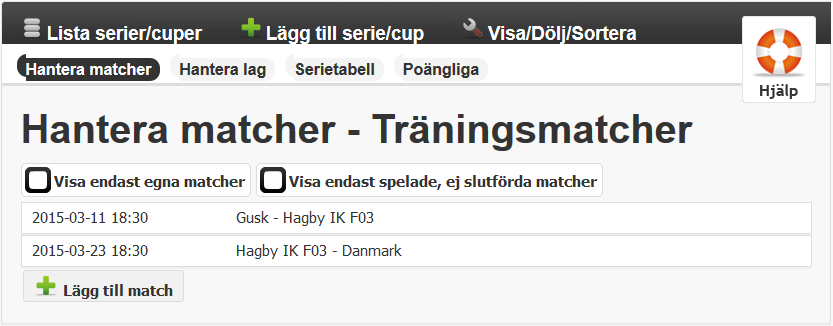 Lista serier/cuper Lägg till serie/cup Visa/Dölj/Sortera
Hjälp
Hantera matcher Hantera lag Serietabell Poängliga
Hantera matcher - Träningsmatcher
Visa endast egna matcher Visa endast spelade, ej slutförda matcher
2015-03-11 18:30 Gusk - Hagby IK F03
2015-03-23 18:30 Hagby IK F03 - Danmark
Lägg till match